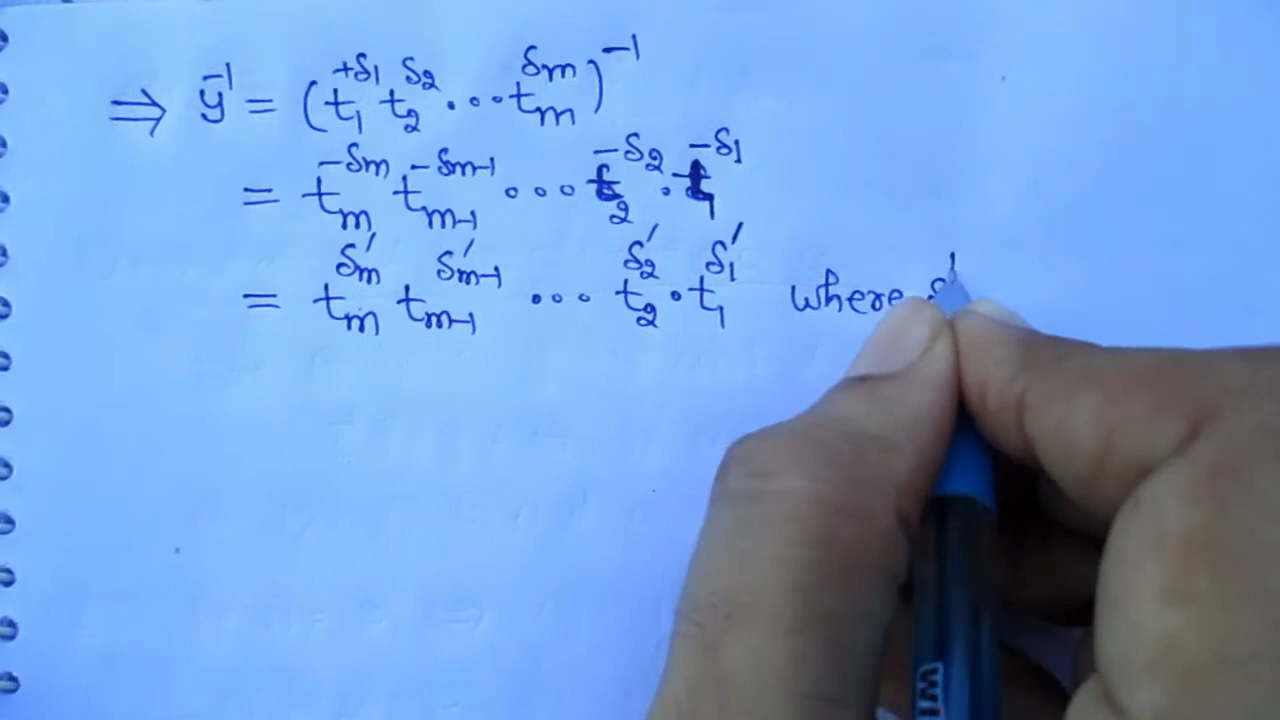 ⇒ y⁻¹ = (t₁^{+δ₁} t₂^{δ₂} ... t_m^{δ_m})⁻¹
= t_m^{-δ_m} t_{m-1}^{-δ_{m-1}} ... t₂^{-δ₂} . t₁^{-δ₁}
= t_m^{δ'_m} t_{m-1}^{δ'_{m-1}} ... t₂^{δ'₂} . t₁^{δ'₁} where